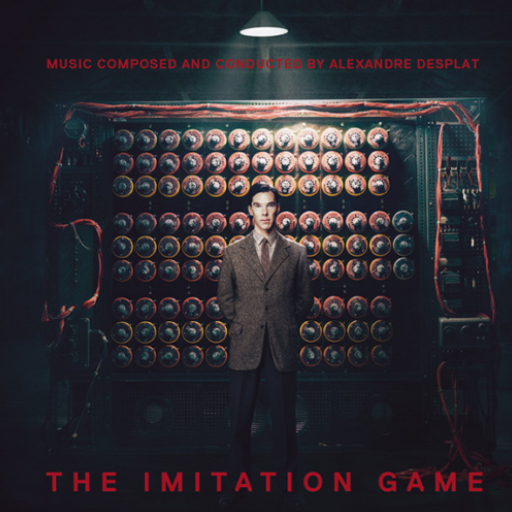 MUSIC COMPOSED AND CONDUCTED BY ALEXANDRE DESPLAT
THE IMITATION GAME